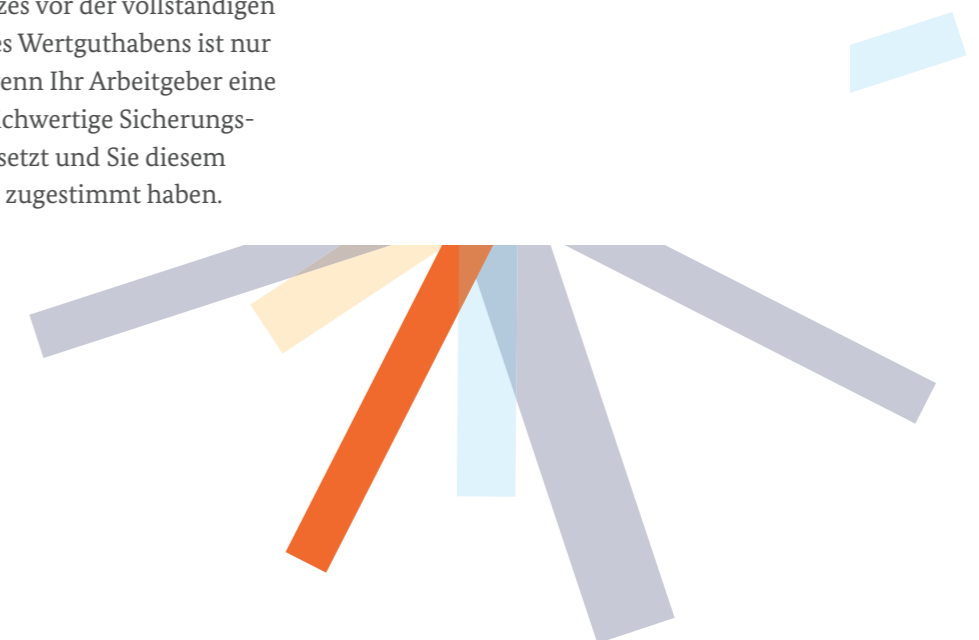 zes vor der vollständigen
es Wertguthabens ist nur
enn Ihr Arbeitgeber eine
ichwertige Sicherungs-
setzt und Sie diesem
zugestimmt haben.